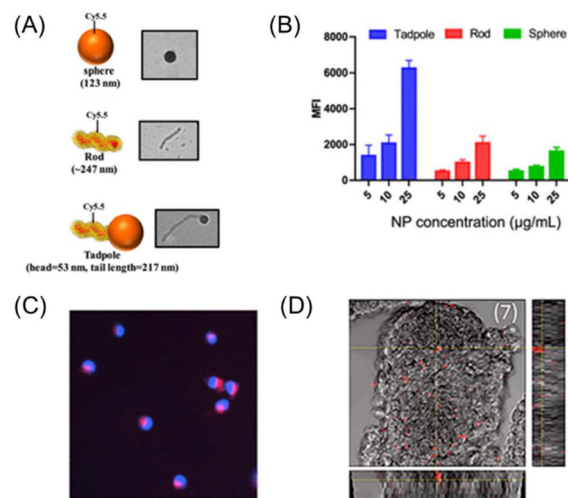 (A)
Cy5.5
sphere
(123 nm)
Cy5.5
Rod
(~247 nm)
Cy5.5
Tadpole
(head=53 nm, tail length=217 nm)
(B)
Tadpole Rod Sphere
MFI
8000
6000
4000
2000
0
5 10 25 5 10 25 5 10 25
NP concentration (µg/mL)
(C)
(D)
(7)